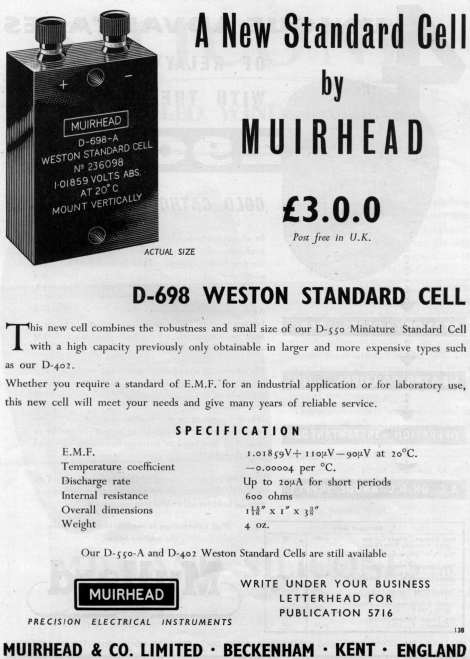 A New Standard Cell
by
MUIRHEAD
+ -
MUIRHEAD
D-698-A
WESTON STANDARD CELL
Nº 236098
1·01859 VOLTS ABS.
AT 20°C
MOUNT VERTICALLY
ACTUAL SIZE
£3.0.0
Post free in U.K.
D-698 WESTON STANDARD CELL
This new cell combines the robustness and small size of our D-550 Miniature Standard Cell
with a high capacity previously only obtainable in larger and more expensive types such
as our D-402.
Whether you require a standard of E.M.F. for an industrial application or for laboratory use,
this new cell will meet your needs and give many years of reliable service.
SPECIFICATION
E.M.F. 1.01859V+110µV—90µV at 20°C.
Temperature coefficient —0.00004 per °C.
Discharge rate Up to 20µA for short periods
Internal resistance 600 ohms
Overall dimensions x 1" x
Weight 4 oz.
Our D-550-A and D-402 Weston Standard Cells are still available
MUIRHEAD
PRECISION ELECTRICAL INSTRUMENTS
WRITE UNDER YOUR BUSINESS
LETTERHEAD FOR
PUBLICATION 5716
138
MUIRHEAD & CO. LIMITED · BECKENHAM · KENT · ENGLAND